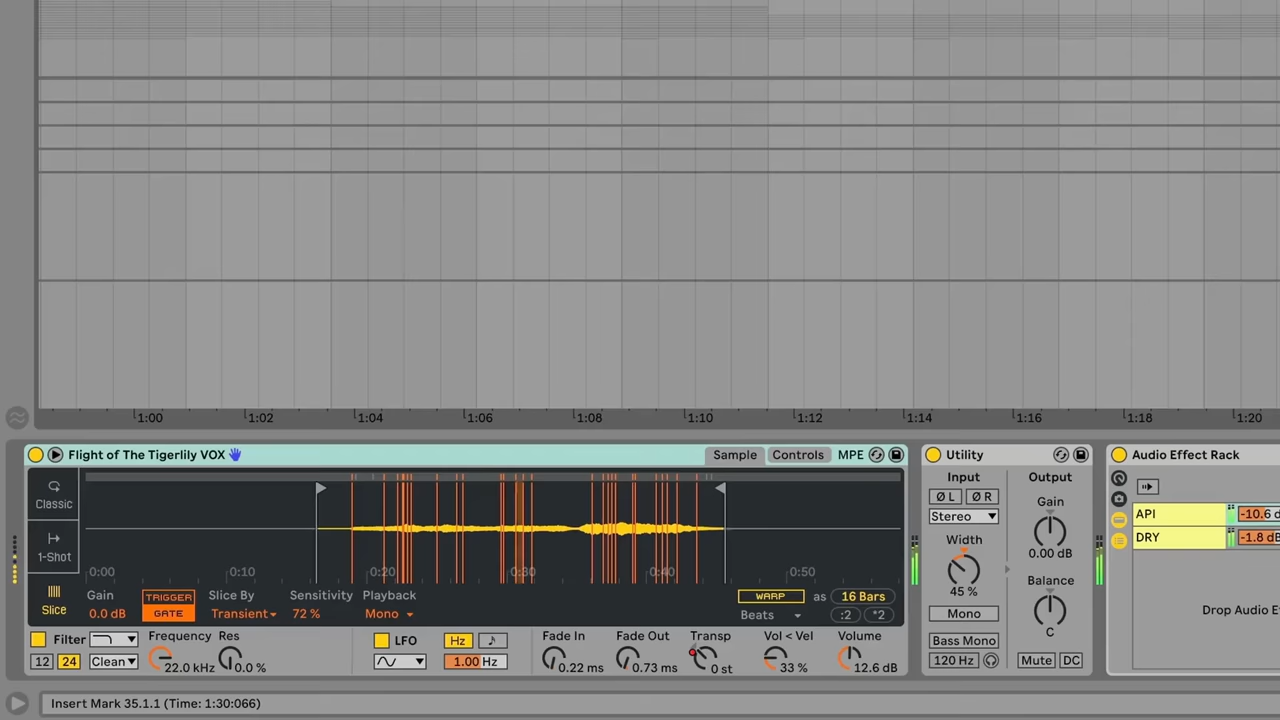 1:00 1:02 1:04 1:06 1:08 1:10 1:12 1:14 1:16 1:18 1:20
Flight of The Tigerlily VOX
Sample Controls MPE
Classic
1-Shot
Slice
0:00 0:10 0:20 0:30 0:40 0:50
Gain
0.0 dB
TRIGGER
GATE
Slice By
Transient
Sensitivity
72 %
Playback
Mono
WARP as 16 Bars
Beats :2 *2
Filter
12 24 Clean
Frequency
22.0 kHz
Res
0.0 %
LFO Hz
1.00 Hz
Fade In
0.22 ms
Fade Out
0.73 ms
Transp
0 st
Vol < Vel
33 %
Volume
12.6 dB
Utility
Input
Ø L Ø R
Stereo
Width
45 %
Mono
Bass Mono
120 Hz
Output
Gain
0.00 dB
Balance
C
Mute DC
Audio Effect Rack
API -10.6 d
DRY -1.8 dB
Drop Audio E
Insert Mark 35.1.1 (Time: 1:30:066)